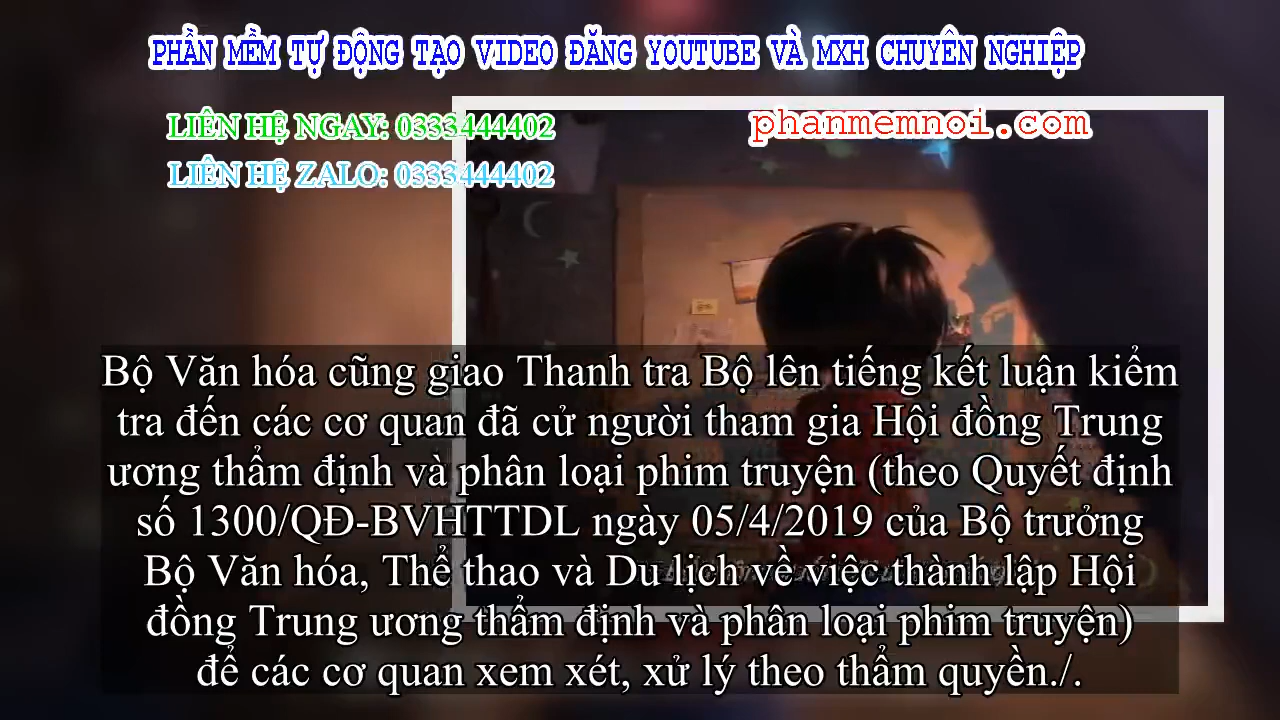 PHẦN MỀM TỰ ĐỘNG TẠO VIDEO ĐĂNG YOUTUBE VÀ MXH CHUYÊN NGHIỆP
LIÊN HỆ NGAY: 0333444402
phanmemnoi.com
LIÊN HỆ ZALO: 0333444402
Bộ Văn hóa cũng giao Thanh tra Bộ lên tiếng kết luận kiểm
tra đến các cơ quan đã cử người tham gia Hội đồng Trung
ương thẩm định và phân loại phim truyện (theo Quyết định
số 1300/QĐ-BVHTTDL ngày 05/4/2019 của Bộ trưởng
Bộ Văn hóa, Thể thao và Du lịch về việc thành lập Hội
đồng Trung ương thẩm định và phân loại phim truyện)
để các cơ quan xem xét, xử lý theo thẩm quyền./.